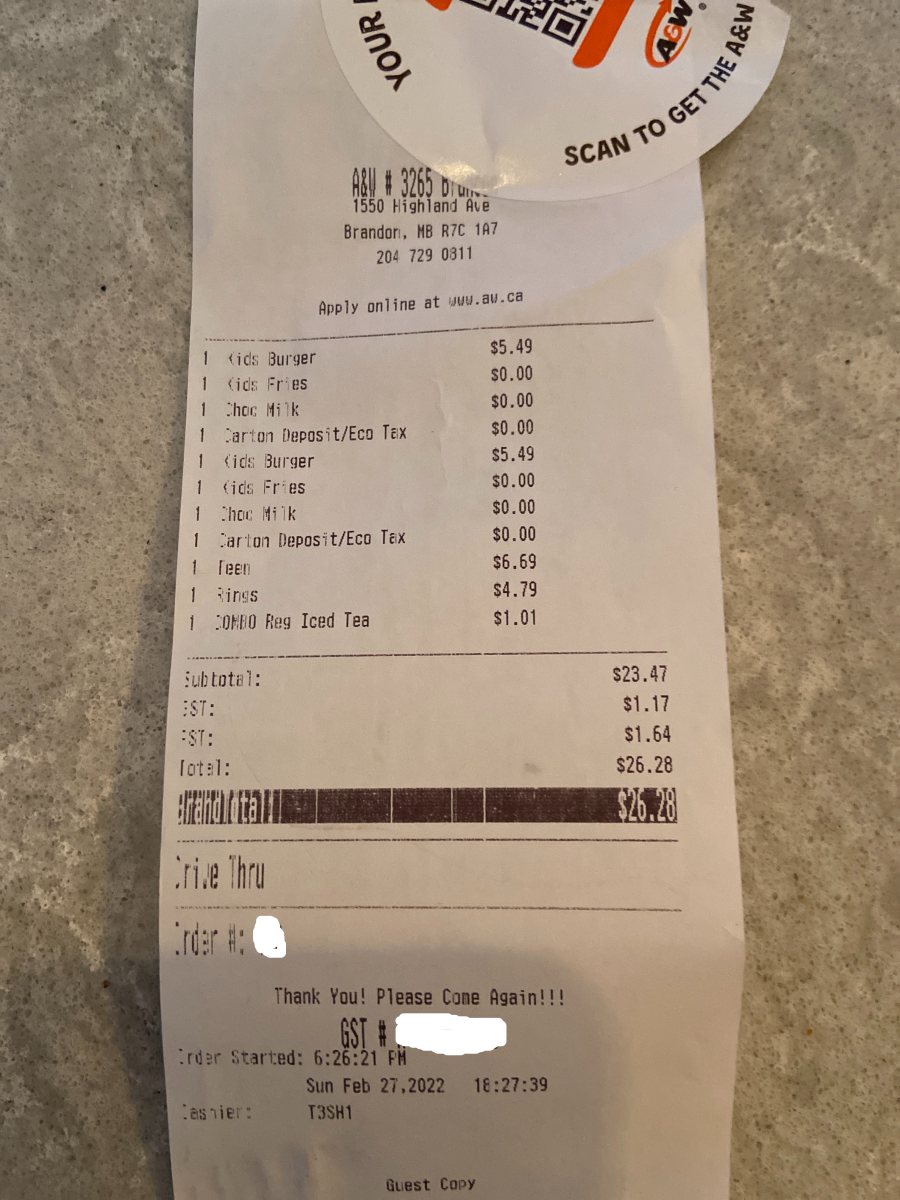 YOUR
A&W
SCAN TO GET THE A&W
A&W # 3265
1550 Highland Ave
Brandon, MB R7C 1A7
204 729 0811
Apply online at www.aw.ca
1 Kids Burger $5.49
1 Kids Fries $0.00
1 Choc Milk $0.00
1 Carton Deposit/Eco Tax $0.00
1 Kids Burger $5.49
1 Kids Fries $0.00
1 Choc Milk $0.00
1 Carton Deposit/Eco Tax $0.00
1 Teen $6.69
1 Rings $4.79
1 COMBO Reg Iced Tea $1.01
Subtotal: $23.47
GST: $1.17
PST: $1.64
Total: $26.28
GrandTotal: $26.28
Drive Thru
Order #:
Thank You! Please Come Again!!!
GST #
Order Started: 6:26:21 PM
Sun Feb 27,2022 18:27:39
Cashier: T3SH1
Guest Copy